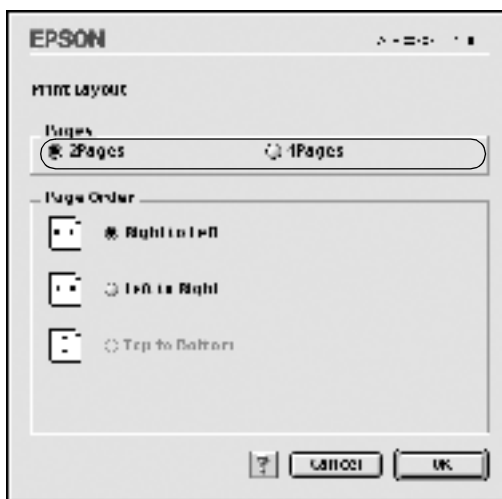 EPSON
Print Layout
Pages
2Pages 4Pages
Page Order
Right to Left
Left to Right
Top to Bottom
? Cancel OK